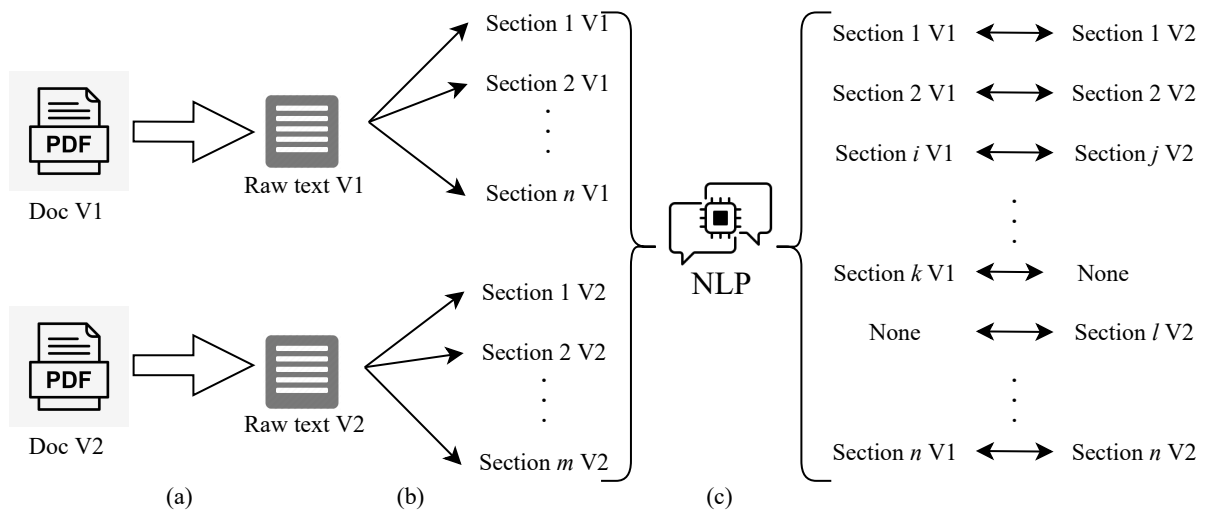 PDF
Doc V1
Raw text V1
Section 1 V1
Section 2 V1
Section n V1
PDF
Doc V2
Raw text V2
Section 1 V2
Section 2 V2
Section m V2
NLP
Section 1 V1 Section 1 V2
Section 2 V1 Section 2 V2
Section i V1 Section j V2
Section k V1 None
None Section l V2
Section n V1 Section n V2
(a) (b) (c)